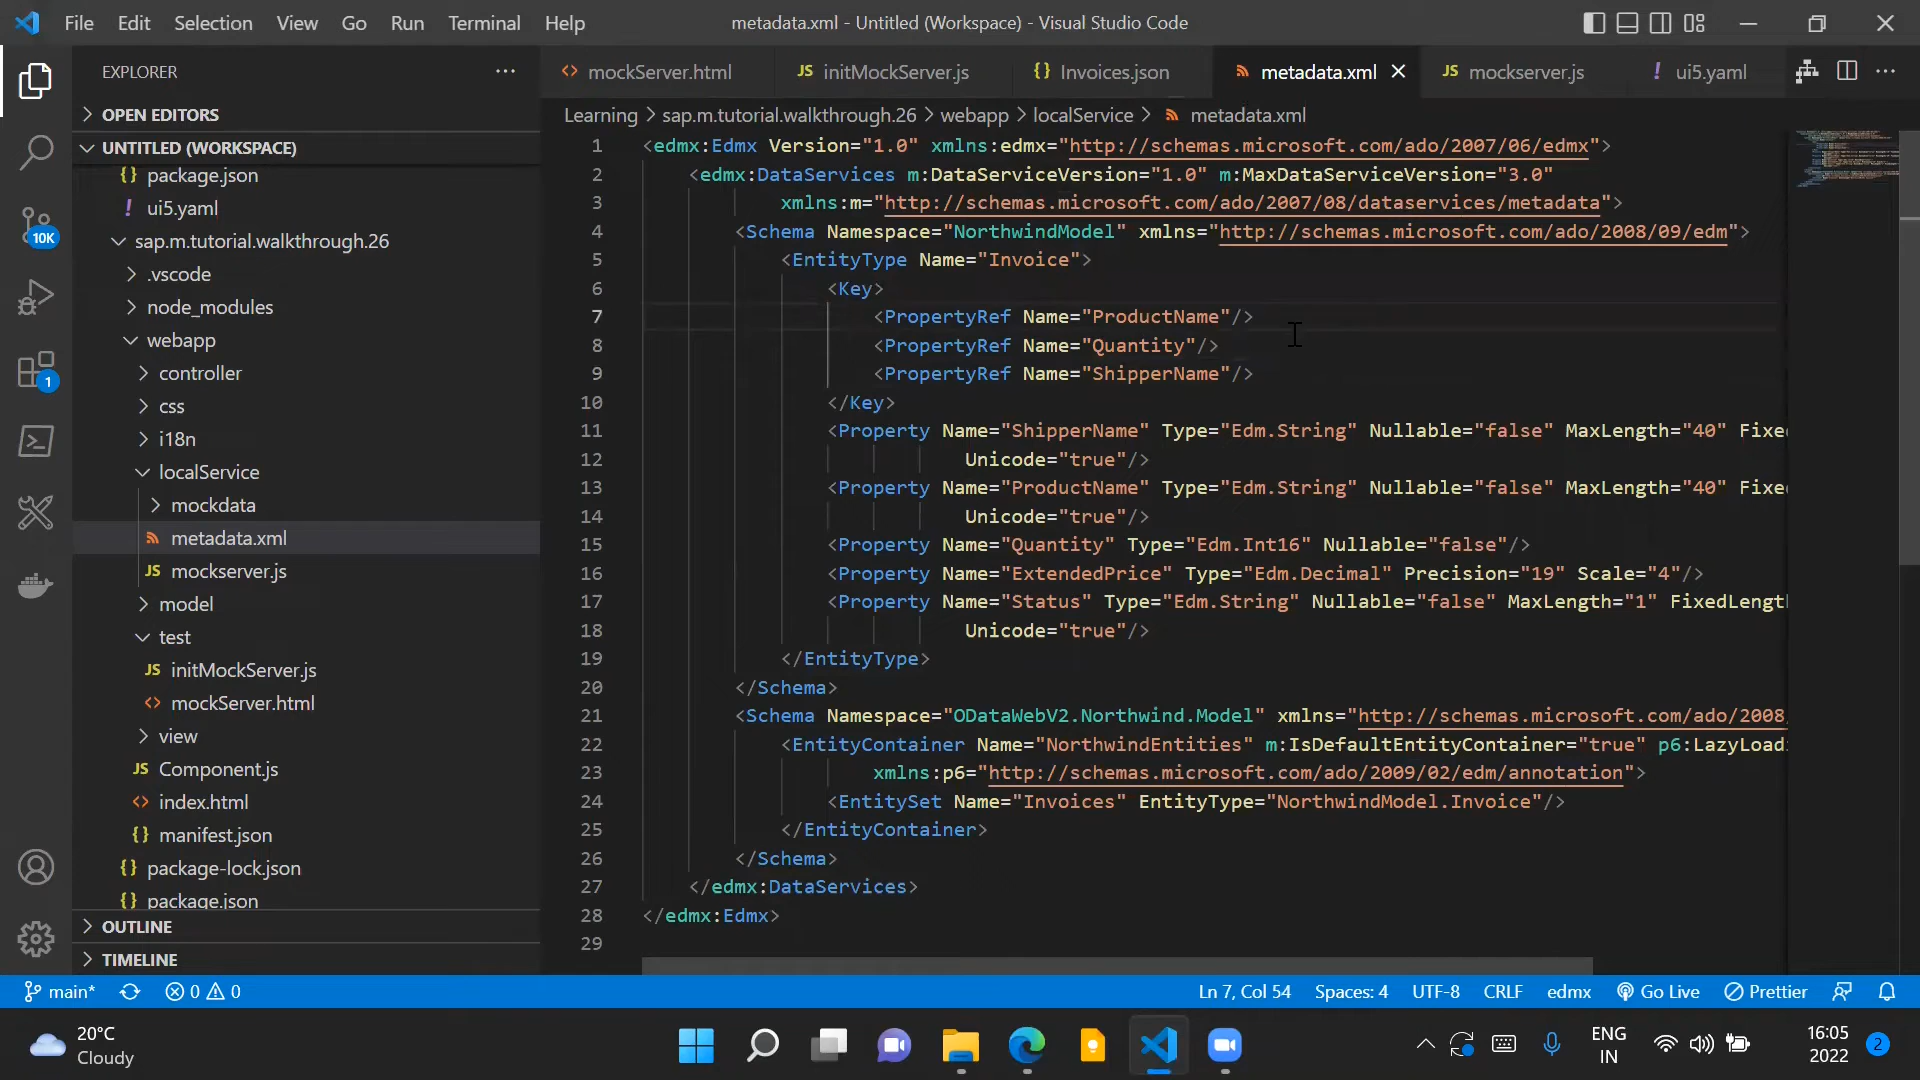 File Edit Selection View Go Run Terminal Help
metadata.xml - Untitled (Workspace) - Visual Studio Code
EXPLORER
OPEN EDITORS
UNTITLED (WORKSPACE)
{} package.json
! ui5.yaml
sap.m.tutorial.walkthrough.26
.vscode
node_modules
webapp
controller
css
i18n
localService
mockdata
metadata.xml
JS mockserver.js
model
test
JS initMockServer.js
<> mockServer.html
view
JS Component.js
<> index.html
{} manifest.json
{} package-lock.json
{} package.json
OUTLINE
TIMELINE
10K
1
<> mockServer.html JS initMockServer.js {} Invoices.json metadata.xml JS mockserver.js ! ui5.yaml
Learning > sap.m.tutorial.walkthrough.26 > webapp > localService > metadata.xml
1 <edmx:Edmx Version="1.0" xmlns:edmx="http://schemas.microsoft.com/ado/2007/06/edmx">
2 <edmx:DataServices m:DataServiceVersion="1.0" m:MaxDataServiceVersion="3.0"
3 xmlns:m="http://schemas.microsoft.com/ado/2007/08/dataservices/metadata">
4 <Schema Namespace="NorthwindModel" xmlns="http://schemas.microsoft.com/ado/2008/09/edm">
5 <EntityType Name="Invoice">
6 <Key>
7 <PropertyRef Name="ProductName"/>
8 <PropertyRef Name="Quantity"/>
9 <PropertyRef Name="ShipperName"/>
10 </Key>
11 <Property Name="ShipperName" Type="Edm.String" Nullable="false" MaxLength="40" Fixe
12 Unicode="true"/>
13 <Property Name="ProductName" Type="Edm.String" Nullable="false" MaxLength="40" Fixe
14 Unicode="true"/>
15 <Property Name="Quantity" Type="Edm.Int16" Nullable="false"/>
16 <Property Name="ExtendedPrice" Type="Edm.Decimal" Precision="19" Scale="4"/>
17 <Property Name="Status" Type="Edm.String" Nullable="false" MaxLength="1" FixedLengt
18 Unicode="true"/>
19 </EntityType>
20 </Schema>
21 <Schema Namespace="ODataWebV2.Northwind.Model" xmlns="http://schemas.microsoft.com/ado/2008
22 <EntityContainer Name="NorthwindEntities" m:IsDefaultEntityContainer="true" p6:LazyLoadi
23 xmlns:p6="http://schemas.microsoft.com/ado/2009/02/edm/annotation">
24 <EntitySet Name="Invoices" EntityType="NorthwindModel.Invoice"/>
25 </EntityContainer>
26 </Schema>
27 </edmx:DataServices>
28 </edmx:Edmx>
29
main* 0 0 Ln 7, Col 54 Spaces: 4 UTF-8 CRLF edmx Go Live Prettier
20°C
Cloudy
ENG
IN
16:05
2022
2